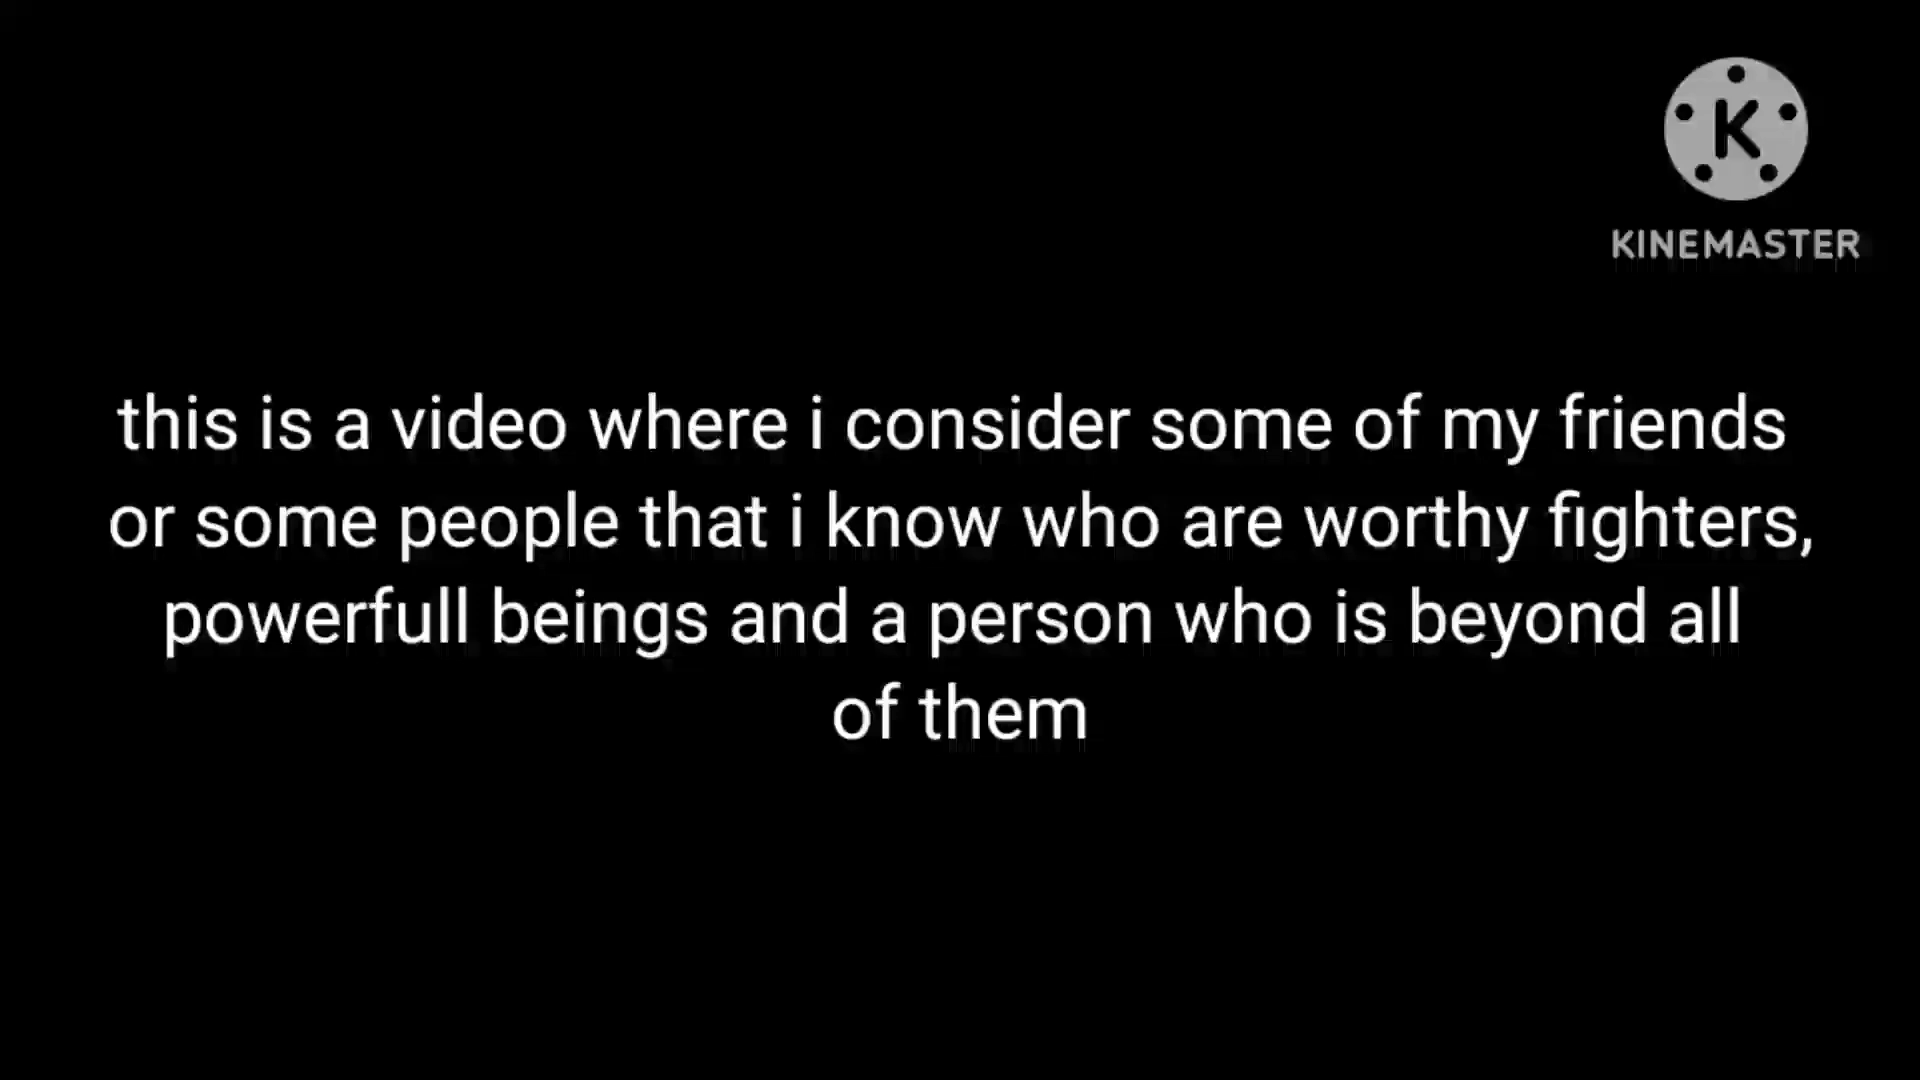 K
KINEMASTER
this is a video where i consider some of my friends
or some people that i know who are worthy fighters,
powerfull beings and a person who is beyond all
of them